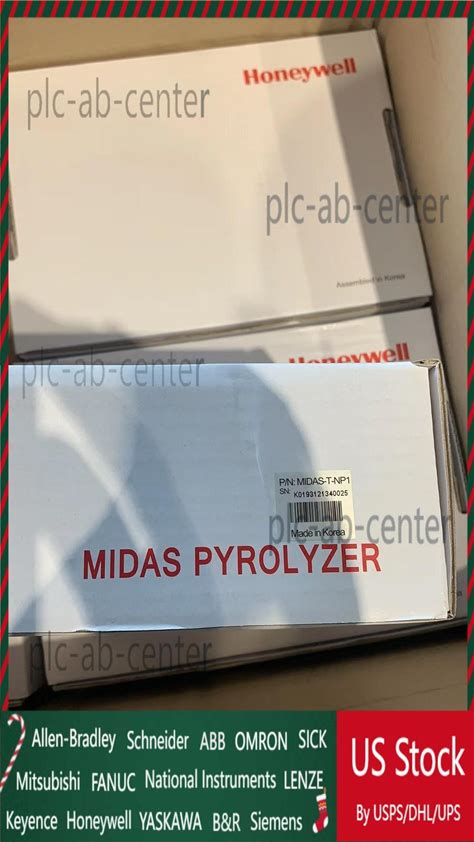 plc-ab-center
Honeywell
plc-ab-center
Assembled in Korea
Honeywell
plc-ab-center
P/N: MIDAS-T-NP1
SN: K0193121340025
plc-ab-center
Made in Korea
MIDAS PYROLYZER
plc-ab-center
Allen-Bradley Schneider ABB OMRON SICK
Mitsubishi FANUC National Instruments LENZE
Keyence Honeywell YASKAWA B&R Siemens
US Stock
By USPS/DHL/UPS